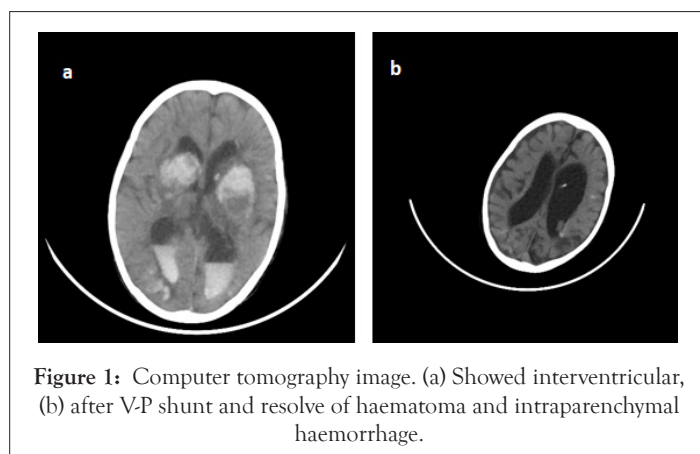 a
b
Figure 1: Computer tomography image. (a) Showed interventricular,
(b) after V-P shunt and resolve of haematoma and intraparenchymal
haemorrhage.